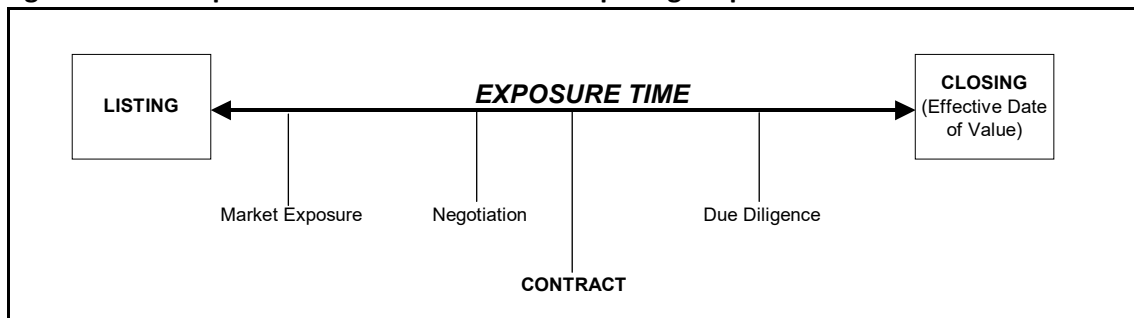 EXPOSURE TIME
LISTING
CLOSING
(Effective Date
of Value)
Market Exposure
Negotiation
Due Diligence
CONTRACT